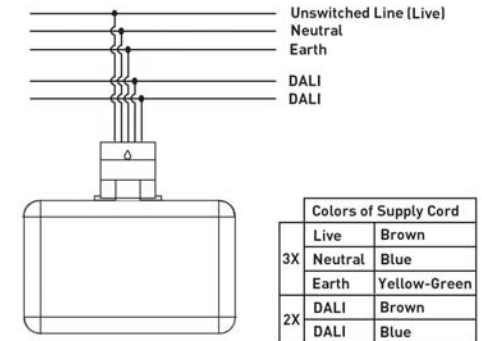 Unswitched Line (Live)
Neutral
Earth
DALI
DALI
Colors of Supply Cord
3X
Live Brown
Neutral Blue
Earth Yellow-Green
2X
DALI Brown
DALI Blue